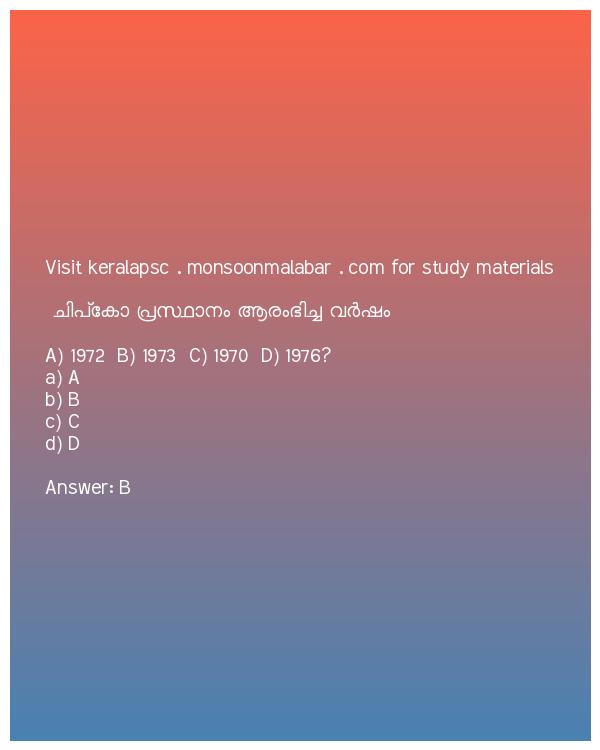 Visit keralapsc . monsoonmalabar . com for study materials
ചിപ്കോ പ്രസ്ഥാനം ആരംഭിച്ച വർഷം
A) 1972 B) 1973 C) 1970 D) 1976?
a) A
b) B
c) C
d) D
Answer: B